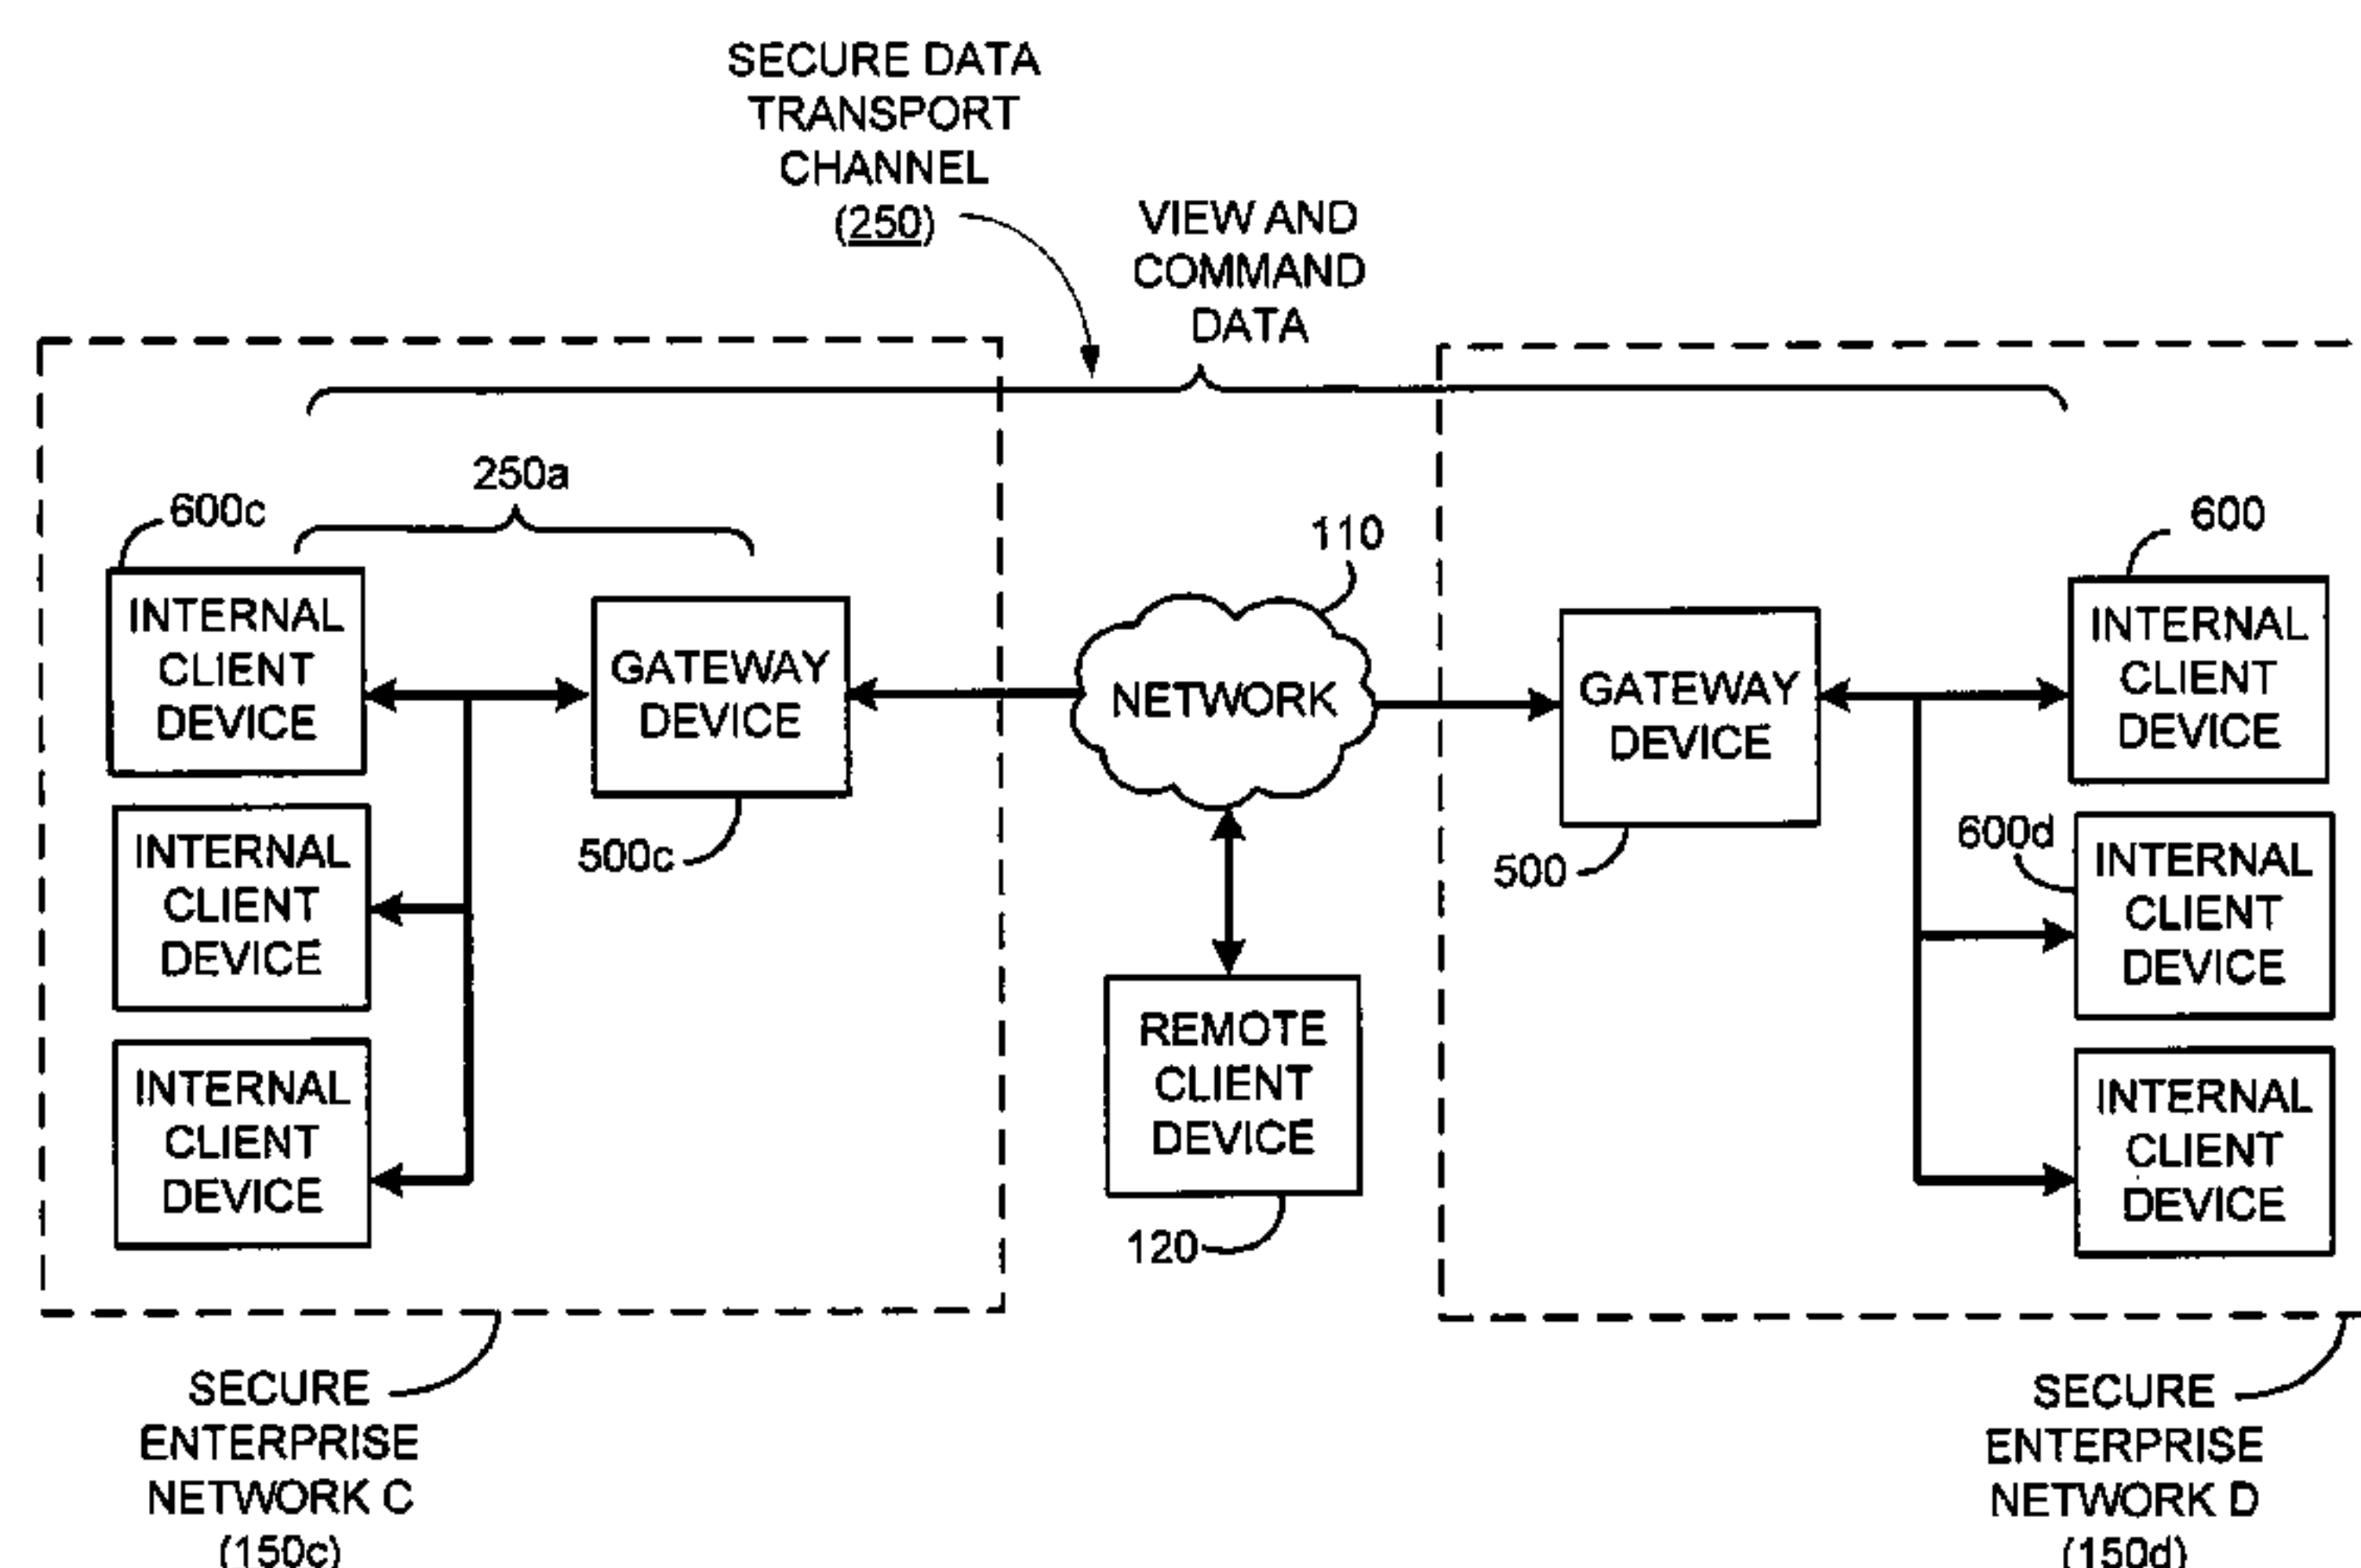 SECURE DATA
TRANSPORT
CHANNEL
(250)
VIEW AND
COMMAND
DATA
250a
600c
INTERNAL
CLIENT
DEVICE
GATEWAY
DEVICE
500c
INTERNAL
CLIENT
DEVICE
INTERNAL
CLIENT
DEVICE
110
NETWORK
REMOTE
CLIENT
DEVICE
120
GATEWAY
DEVICE
500
600
INTERNAL
CLIENT
DEVICE
600d
INTERNAL
CLIENT
DEVICE
INTERNAL
CLIENT
DEVICE
SECURE
ENTERPRISE
NETWORK C
(150c)
SECURE
ENTERPRISE
NETWORK D
(150d)